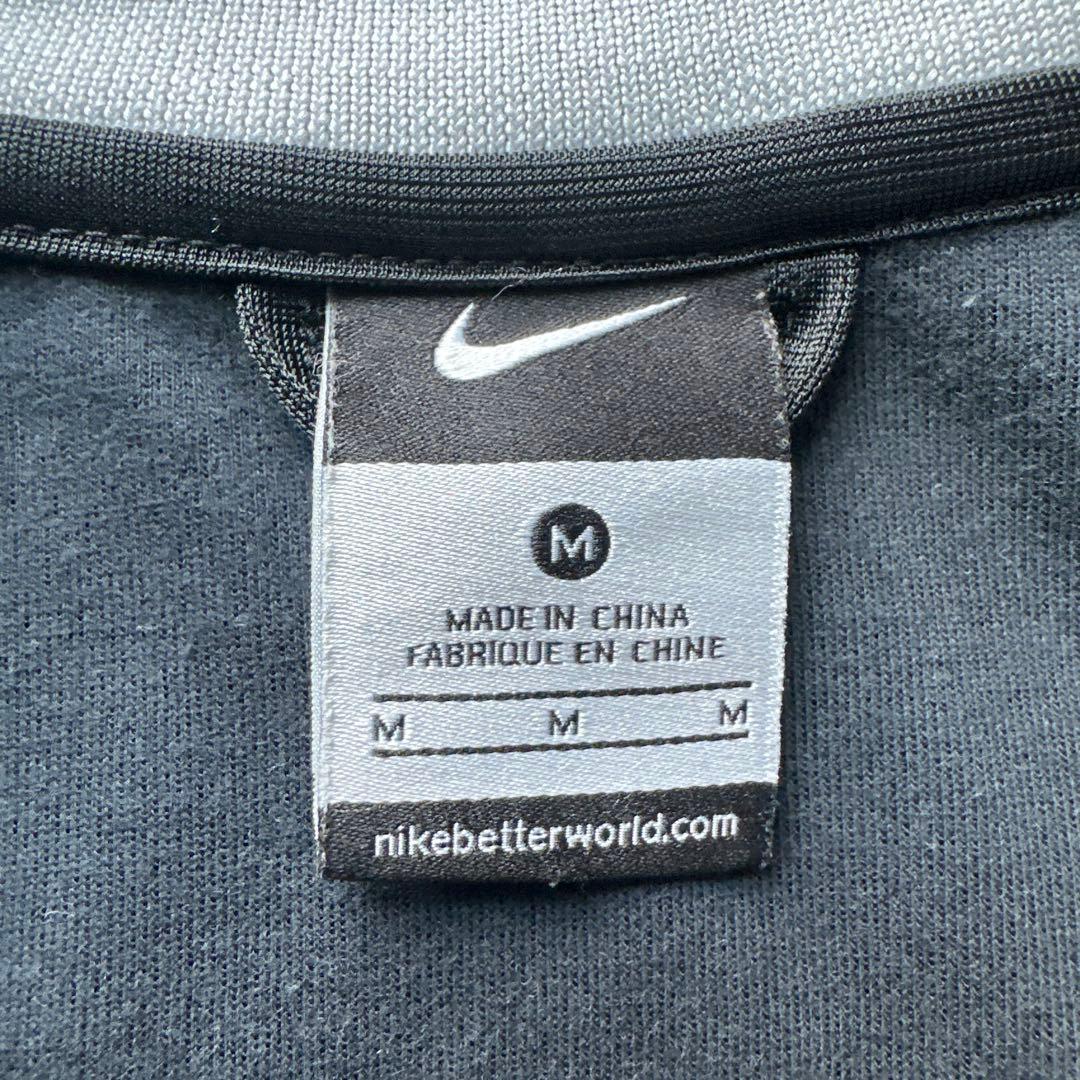 M
MADE IN CHINA
FABRIQUE EN CHINE
M M M
nikebetterworld.com